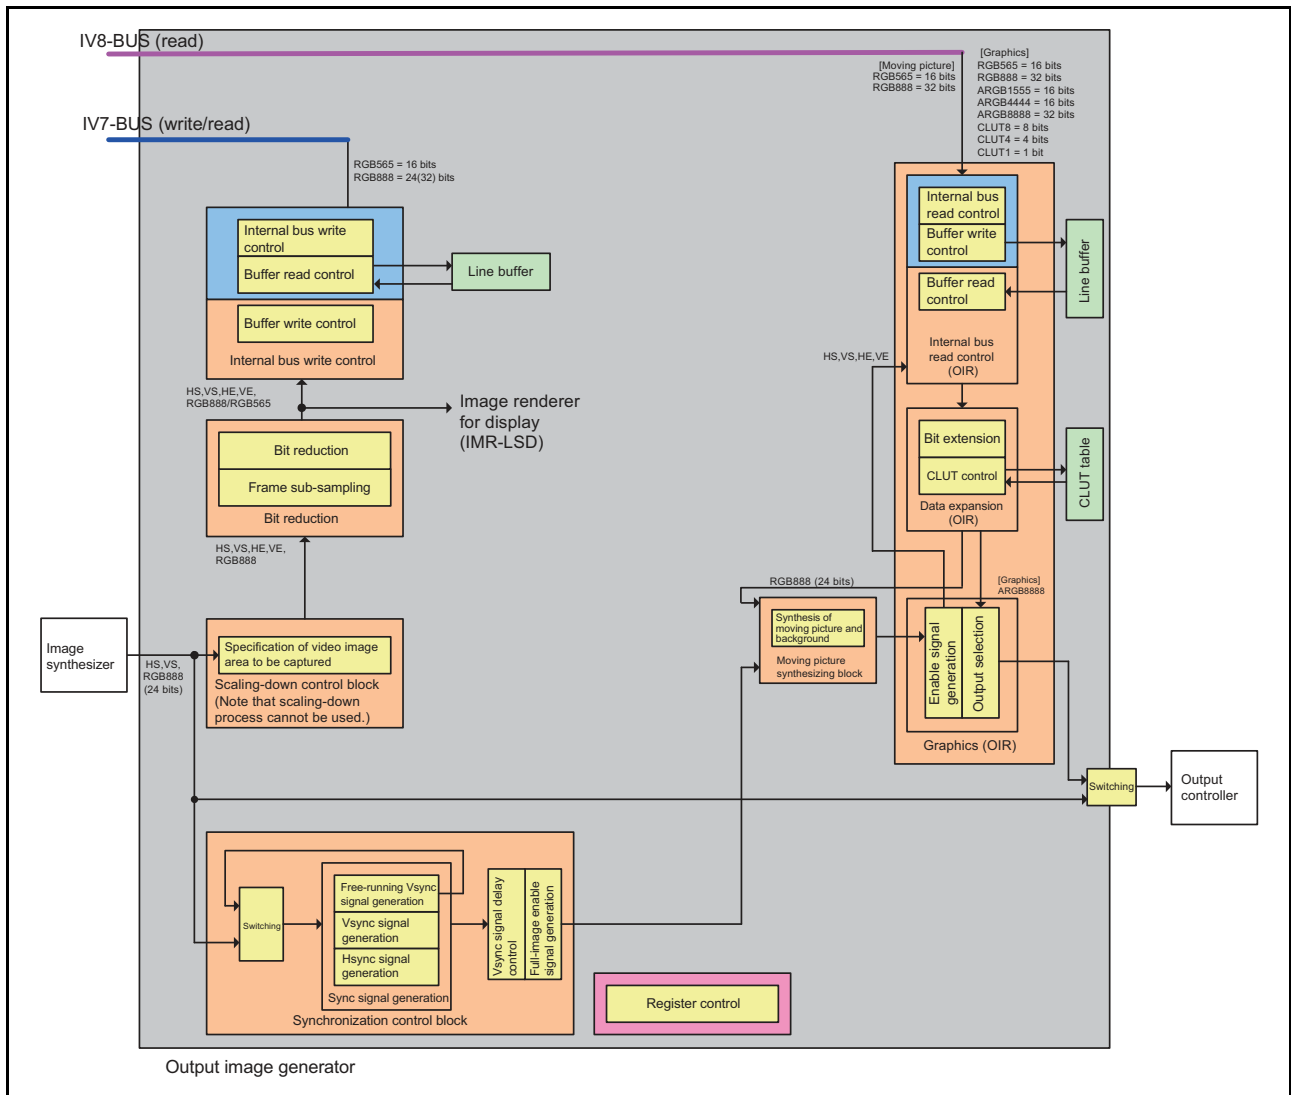 IV8-BUS (read)
[Moving picture]
RGB565 = 16 bits
RGB888 = 32 bits
[Graphics]
RGB565 = 16 bits
RGB888 = 32 bits
ARGB1555 = 16 bits
ARGB4444 = 16 bits
ARGB8888 = 32 bits
CLUT8 = 8 bits
CLUT4 = 4 bits
CLUT1 = 1 bit
IV7-BUS (write/read)
RGB565 = 16 bits
RGB888 = 24(32) bits
Internal bus write
control
Buffer read control
Line buffer
Buffer write control
Internal bus write control
Internal bus
read control
Buffer write
control
Line buffer
Buffer read
control
Internal bus
read control
(OIR)
HS,VS,HE,VE
HS,VS,HE,VE,
RGB888/RGB565
Image renderer
for display
(IMR-LSD)
Bit reduction
Frame sub-sampling
Bit reduction
Bit extension
CLUT control
CLUT table
Data expansion
(OIR)
HS,VS,HE,VE,
RGB888
RGB888 (24 bits)
[Graphics]
ARGB8888
Image
synthesizer
HS,VS,
RGB888
(24 bits)
Specification of video image
area to be captured
Scaling-down control block
(Note that scaling-down
process cannot be used.)
Synthesis of
moving picture and
background
Moving picture
synthesizing block
Enable signal
generation
Output selection
Graphics (OIR)
Switching
Output
controller
Switching
Free-running Vsync
signal generation
Vsync signal
generation
Hsync signal
generation
Sync signal generation
Vsync signal delay
control
Full-image enable
signal generation
Synchronization control block
Register control
Output image generator